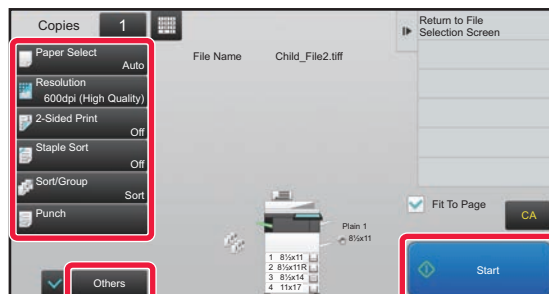 Copies 1
Return to File
Selection Screen
Paper Select
Auto
File Name Child_File2.tiff
Resolution
600dpi (High Quality)
2-Sided Print
Off
Staple Sort
Off
Sort/Group
Sort
Punch
Fit To Page
CA
Plain 1
8½x11
1 8½x11
2 8½x11R
3 8½x14
4 11x17
Others
Start